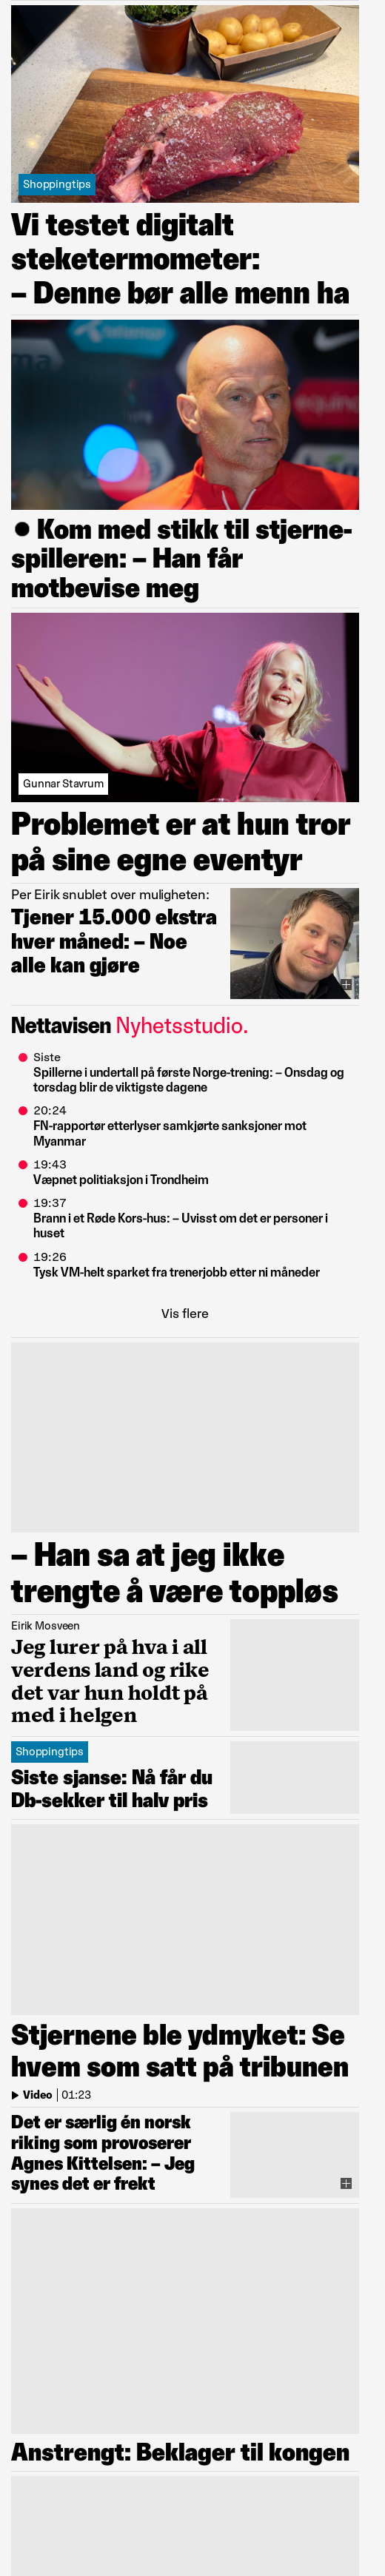 Shoppingtips
Vi testet digitalt
steketermometer:
– Denne bør alle menn ha
Kom med stikk til stjerne-
spilleren: – Han får
motbevise meg
Gunnar Stavrum
Problemet er at hun tror
på sine egne eventyr
Per Eirik snublet over muligheten:
Tjener 15.000 ekstra
hver måned: – Noe
alle kan gjøre
Nettavisen Nyhetsstudio.
Siste
Spillerne i undertall på første Norge-trening: – Onsdag og
torsdag blir de viktigste dagene
20:24
FN-rapportør etterlyser samkjørte sanksjoner mot
Myanmar
19:43
Væpnet politiaksjon i Trondheim
19:37
Brann i et Røde Kors-hus: – Uvisst om det er personer i
huset
19:26
Tysk VM-helt sparket fra trenerjobb etter ni måneder
Vis flere
– Han sa at jeg ikke
trengte å være toppløs
Eirik Mosveen
Jeg lurer på hva i all
verdens land og rike
det var hun holdt på
med i helgen
Shoppingtips
Siste sjanse: Nå får du
Db-sekker til halv pris
Stjernene ble ydmyket: Se
hvem som satt på tribunen
Video | 01:23
Det er særlig én norsk
riking som provoserer
Agnes Kittelsen: – Jeg
synes det er frekt
Anstrengt: Beklager til kongen